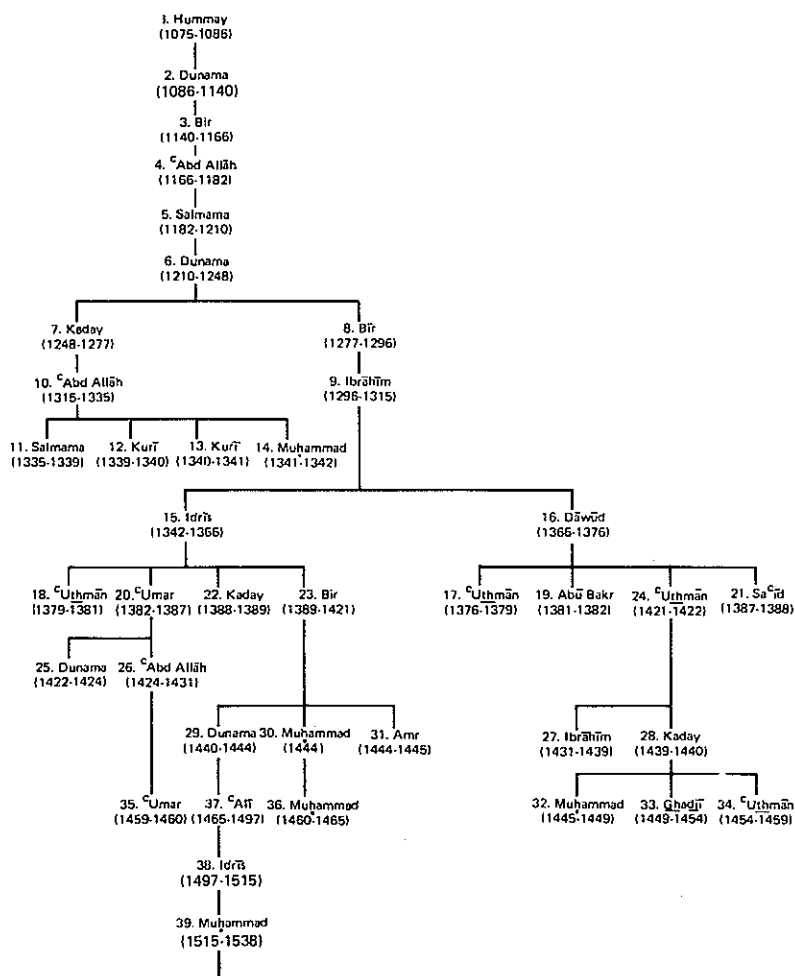 1. Hummay
(1075-1086)
2. Dunama
(1086-1140)
3. Bīr
(1140-1166)
4. ᶜAbd Allāh
(1166-1182)
5. Salmama
(1182-1210)
6. Dunama
(1210-1248)
7. Kaday
(1248-1277)
8. Bīr
(1277-1296)
10. ᶜAbd Allāh
(1315-1335)
9. Ibrāhīm
(1296-1315)
11. Salmama
(1335-1339)
12. Kurī
(1339-1340)
13. Kurī
(1340-1341)
14. Muḥammad
(1341-1342)
15. Idrīs
(1342-1366)
16. Dāwūd
(1366-1376)
18. ᶜUthmān
(1379-1381)
20. ᶜUmar
(1382-1387)
22. Kaday
(1388-1389)
23. Bīr
(1389-1421)
17. ᶜUthmān
(1376-1379)
19. Abū Bakr
(1381-1382)
24. ᶜUthmān
(1421-1422)
21. Saᶜīd
(1387-1388)
25. Dunama
(1422-1424)
26. ᶜAbd Allāh
(1424-1431)
29. Dunama
(1440-1444)
30. Muḥammad
(1444)
31. Amr
(1444-1445)
27. Ibrāhīm
(1431-1439)
28. Kaday
(1439-1440)
35. ᶜUmar
(1459-1460)
37. ᶜAlī
(1465-1497)
36. Muḥammad
(1460-1465)
32. Muḥammad
(1445-1449)
33. Ghadjī
(1449-1454)
34. ᶜUthmān
(1454-1459)
38. Idrīs
(1497-1515)
39. Muḥammad
(1515-1538)